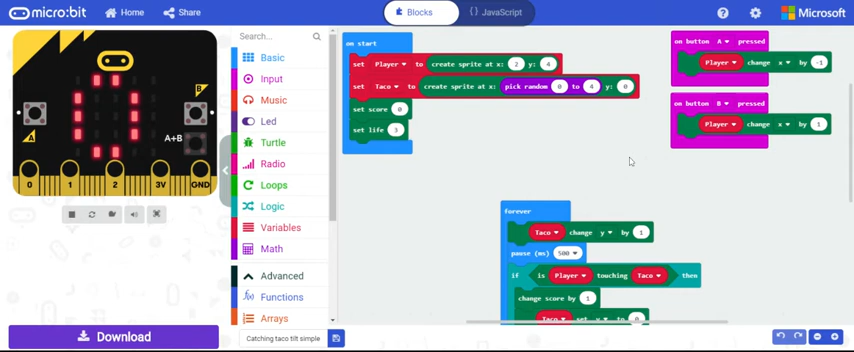 micro:bit Home Share Blocks { } JavaScript ? Microsoft
Search...
Basic
Input
Music
Led
Turtle
Radio
Loops
Logic
Variables
Math
Advanced
Functions
Arrays
A B
A+B
0 1 2 3V GND
Download
Catching taco tilt simple
on start
set Player to create sprite at x: 2 y: 4
set Taco to create sprite at x: pick random 0 to 4 y: 0
set score 0
set life 3
on button A pressed
Player change x by -1
on button B pressed
Player change x by 1
forever
Taco change y by 1
pause (ms) 500
if is Player touching Taco then
change score by 1
Taco set y to 0